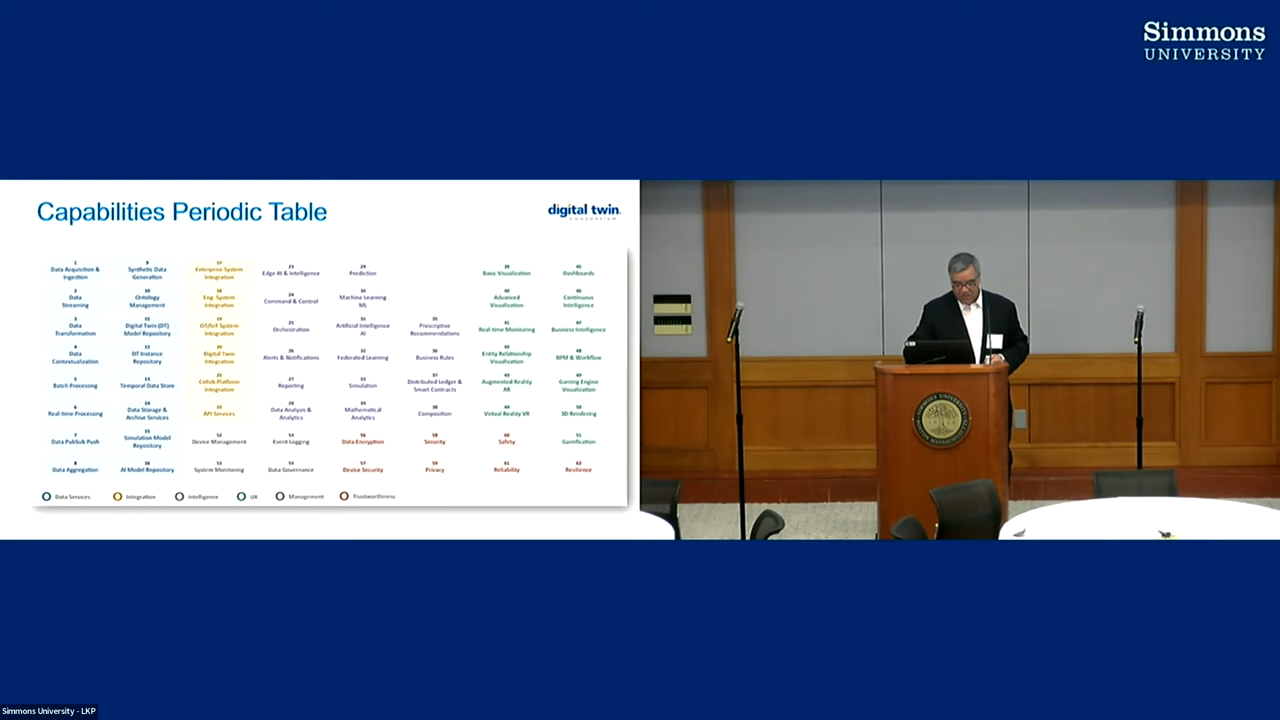 Simmons
UNIVERSITY
Capabilities Periodic Table
digital twin
CONSORTIUM
1
Data Acquisition &
Ingestion
9
Synthetic Data
Generation
17
Enterprise System
Integration
23
Edge AI & Intelligence
29
Prediction
39
Basic Visualization
45
Dashboards
2
Data
Streaming
10
Ontology
Management
18
Eng. System
Integration
24
Command & Control
30
Machine Learning
ML
40
Advanced
Visualization
46
Continuous
Intelligence
3
Data
Transformation
11
Digital Twin (DT)
Model Repository
19
OT/IoT System
Integration
25
Orchestration
31
Artificial Intelligence
AI
35
Prescriptive
Recommendations
41
Real-time Monitoring
47
Business Intelligence
4
Data
Contextualization
12
DT Instance
Repository
20
Digital Twin
Integration
26
Alerts & Notifications
32
Federated Learning
36
Business Rules
42
Entity Relationship
Visualization
48
BPM & Workflow
5
Batch Processing
13
Temporal Data Store
21
Collab Platform
Integration
27
Reporting
33
Simulation
37
Distributed Ledger &
Smart Contracts
43
Augmented Reality
AR
49
Gaming Engine
Visualization
6
Real-time Processing
14
Data Storage &
Archive Services
22
API Services
28
Data Analysis &
Analytics
34
Mathematical
Analytics
38
Composition
44
Virtual Reality VR
50
3D Rendering
7
Data PubSub Push
15
Simulation Model
Repository
52
Device Management
54
Event Logging
56
Data Encryption
58
Security
60
Safety
51
Gamification
8
Data Aggregation
16
AI Model Repository
53
System Monitoring
55
Data Governance
57
Device Security
59
Privacy
61
Reliability
62
Resilience
Data Services
Integration
Intelligence
UX
Management
Trustworthiness
Simmons University - LKP